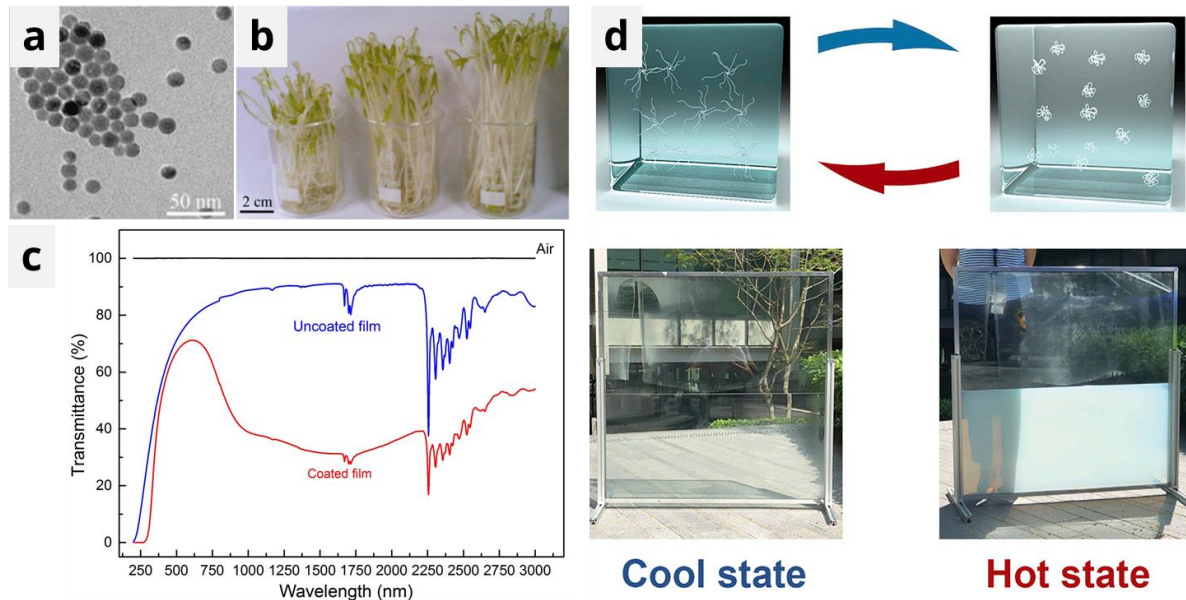 a
50 nm
b
2 cm
c
Air
Uncoated film
Coated film
Transmittance (%)
100
80
60
40
20
0
250 500 750 1000 1250 1500 1750 2000 2250 2500 2750 3000
Wavelength (nm)
d
Cool state
Hot state